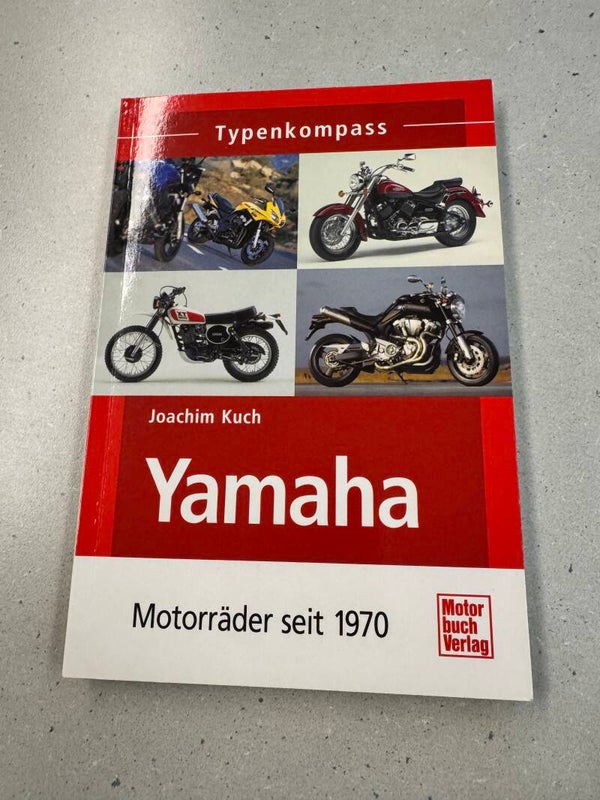 Typenkompass
Joachim Kuch
Yamaha
Motorräder seit 1970
Motor
buch
Verlag